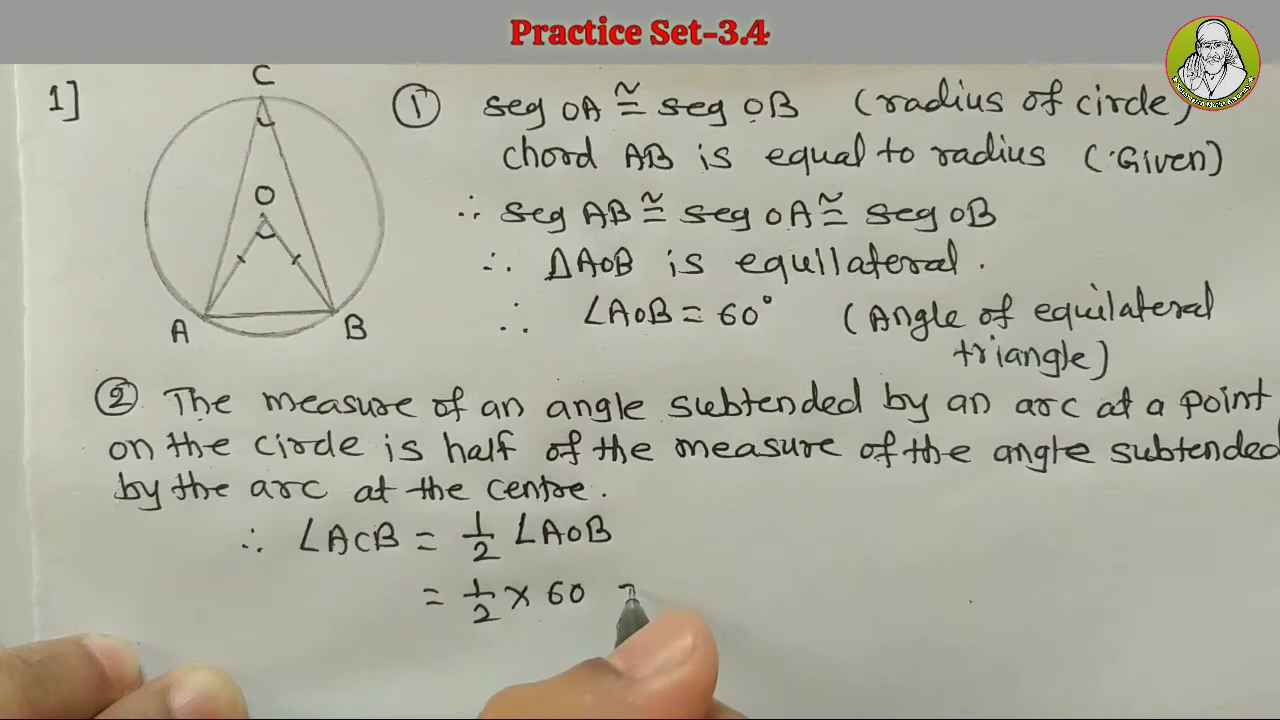 Practice Set-3.4
1]
C
O
A
B
① seg OA ≅ seg OB (radius of circle)
chord AB is equal to radius (∵Given)
∴ seg AB ≅ seg OA ≅ seg OB
∴ ΔAOB is equllateral.
∴ ∠AOB = 60° (Angle of equilateral
triangle)
② The measure of an angle subtended by an arc at a point
on the circle is half of the measure of the angle subtended
by the arc at the centre.
∴ ∠ACB = 1/2 ∠AOB
= 1/2 × 60